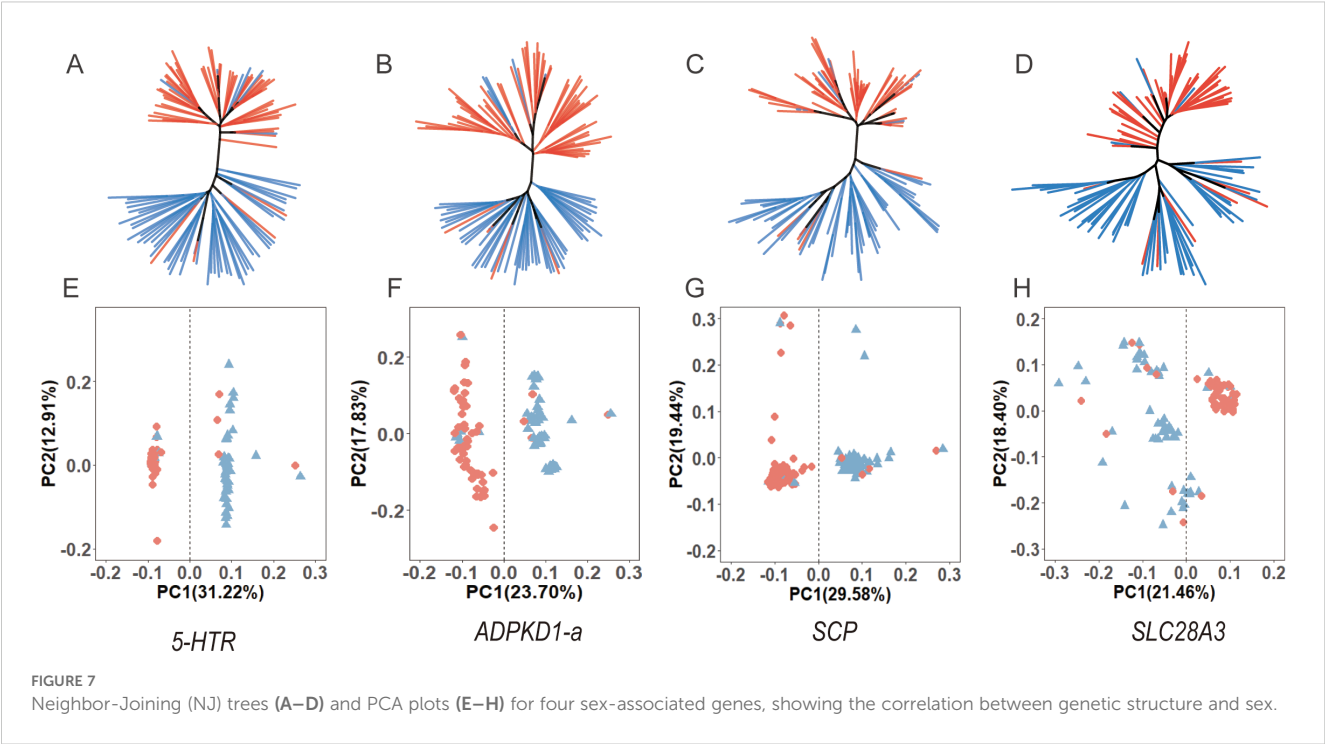 A
B
C
D
E
F
G
H
PC2(12.91%)
0.2
0.0
-0.2
-0.2 -0.1 0.0 0.1 0.2 0.3
PC1(31.22%)
5-HTR
PC2(17.83%)
0.2
0.0
-0.2
-0.2 -0.1 0.0 0.1 0.2 0.3
PC1(23.70%)
ADPKD1-a
PC2(19.44%)
0.3
0.2
0.1
0.0
-0.1
-0.2
-0.2 -0.1 0.0 0.1 0.2 0.3
PC1(29.58%)
SCP
PC2(18.40%)
0.2
0.1
0.0
-0.1
-0.2
-0.3
-0.3 -0.2 -0.1 0.0 0.1 0.2
PC1(21.46%)
SLC28A3
FIGURE 7
Neighbor-Joining (NJ) trees (A–D) and PCA plots (E–H) for four sex-associated genes, showing the correlation between genetic structure and sex.